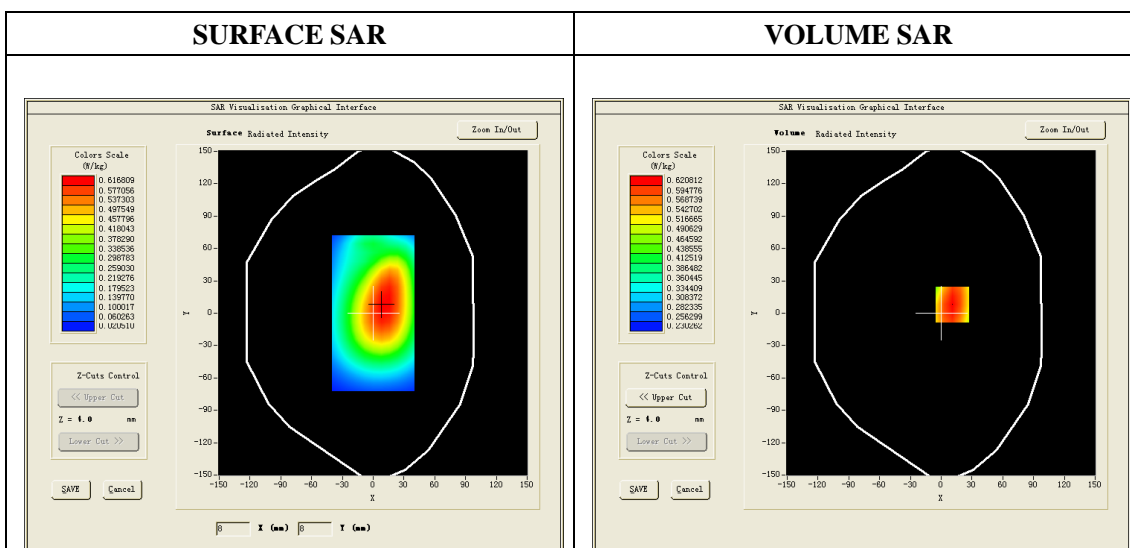 SURFACE SAR
VOLUME SAR
SAR Visualisation Graphical Interface
Surface Radiated Intensity
Zoom In/Out
Colors Scale
(W/kg)
0.616809
0.577056
0.537303
0.497549
0.457796
0.418043
0.378290
0.338536
0.298783
0.259030
0.219276
0.179523
0.139770
0.100017
0.060263
0.020510
Z-Cuts Control
<< Upper Cut
Z = 4.0 mm
Lower Cut >>
SAVE Cancel
150
120
90
60
30
0
-30
-60
-90
-120
-150
Y
-150 -120 -90 -60 -30 0 30 60 90 120 150
X
8 X (mm) 8 Y (mm)
SAR Visualisation Graphical Interface
Volume Radiated Intensity
Zoom In/Out
Colors Scale
(W/kg)
0.620812
0.594776
0.568739
0.542702
0.516665
0.490629
0.464592
0.438555
0.412519
0.386482
0.360445
0.334409
0.308372
0.282335
0.256299
0.230262
Z-Cuts Control
<< Upper Cut
Z = 4.0 mm
Lower Cut >>
SAVE Cancel
150
120
90
60
30
0
-30
-60
-90
-120
-150
Y
-150 -120 -90 -60 -30 0 30 60 90 120 150
X